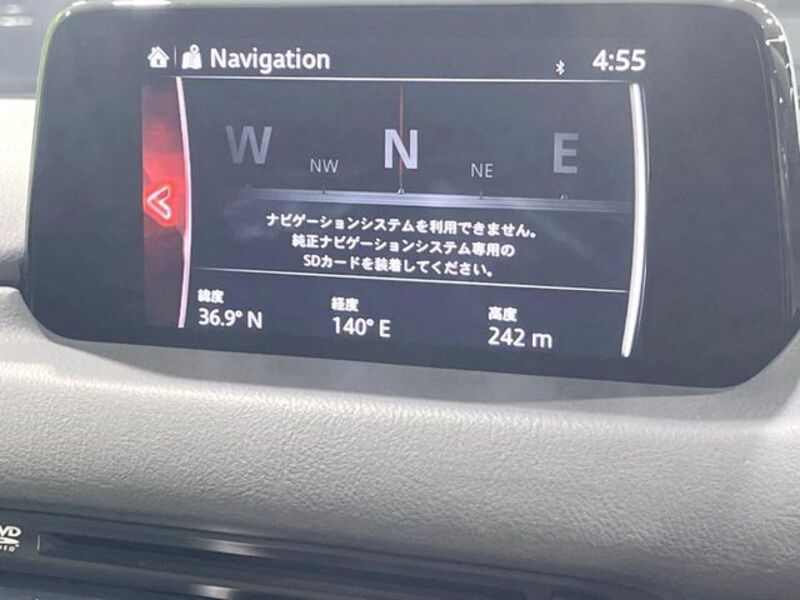 Navigation
4:55
W NW N NE E
ナビゲーションシステムを利用できません。
純正ナビゲーションシステム専用の
SDカードを装着してください。
緯度 経度 高度
36.9° N 140° E 242 m